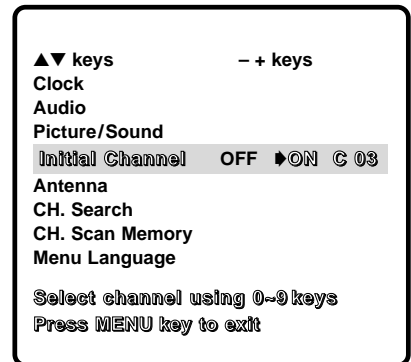 ▲▼ keys – + keys
Clock
Audio
Picture/Sound
Initial Channel OFF ➧ON C 03
Antenna
CH. Search
CH. Scan Memory
Menu Language
Select channel using 0~9 keys
Press MENU key to exit